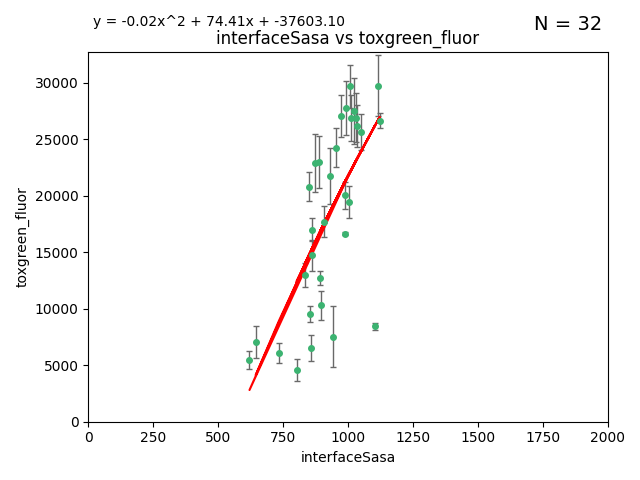 y = -0.02x^2 + 74.41x + -37603.10
N = 32
interfaceSasa vs toxgreen_fluor
30000
25000
20000
15000
10000
5000
0
toxgreen_fluor
0 250 500 750 1000 1250 1500 1750 2000
interfaceSasa